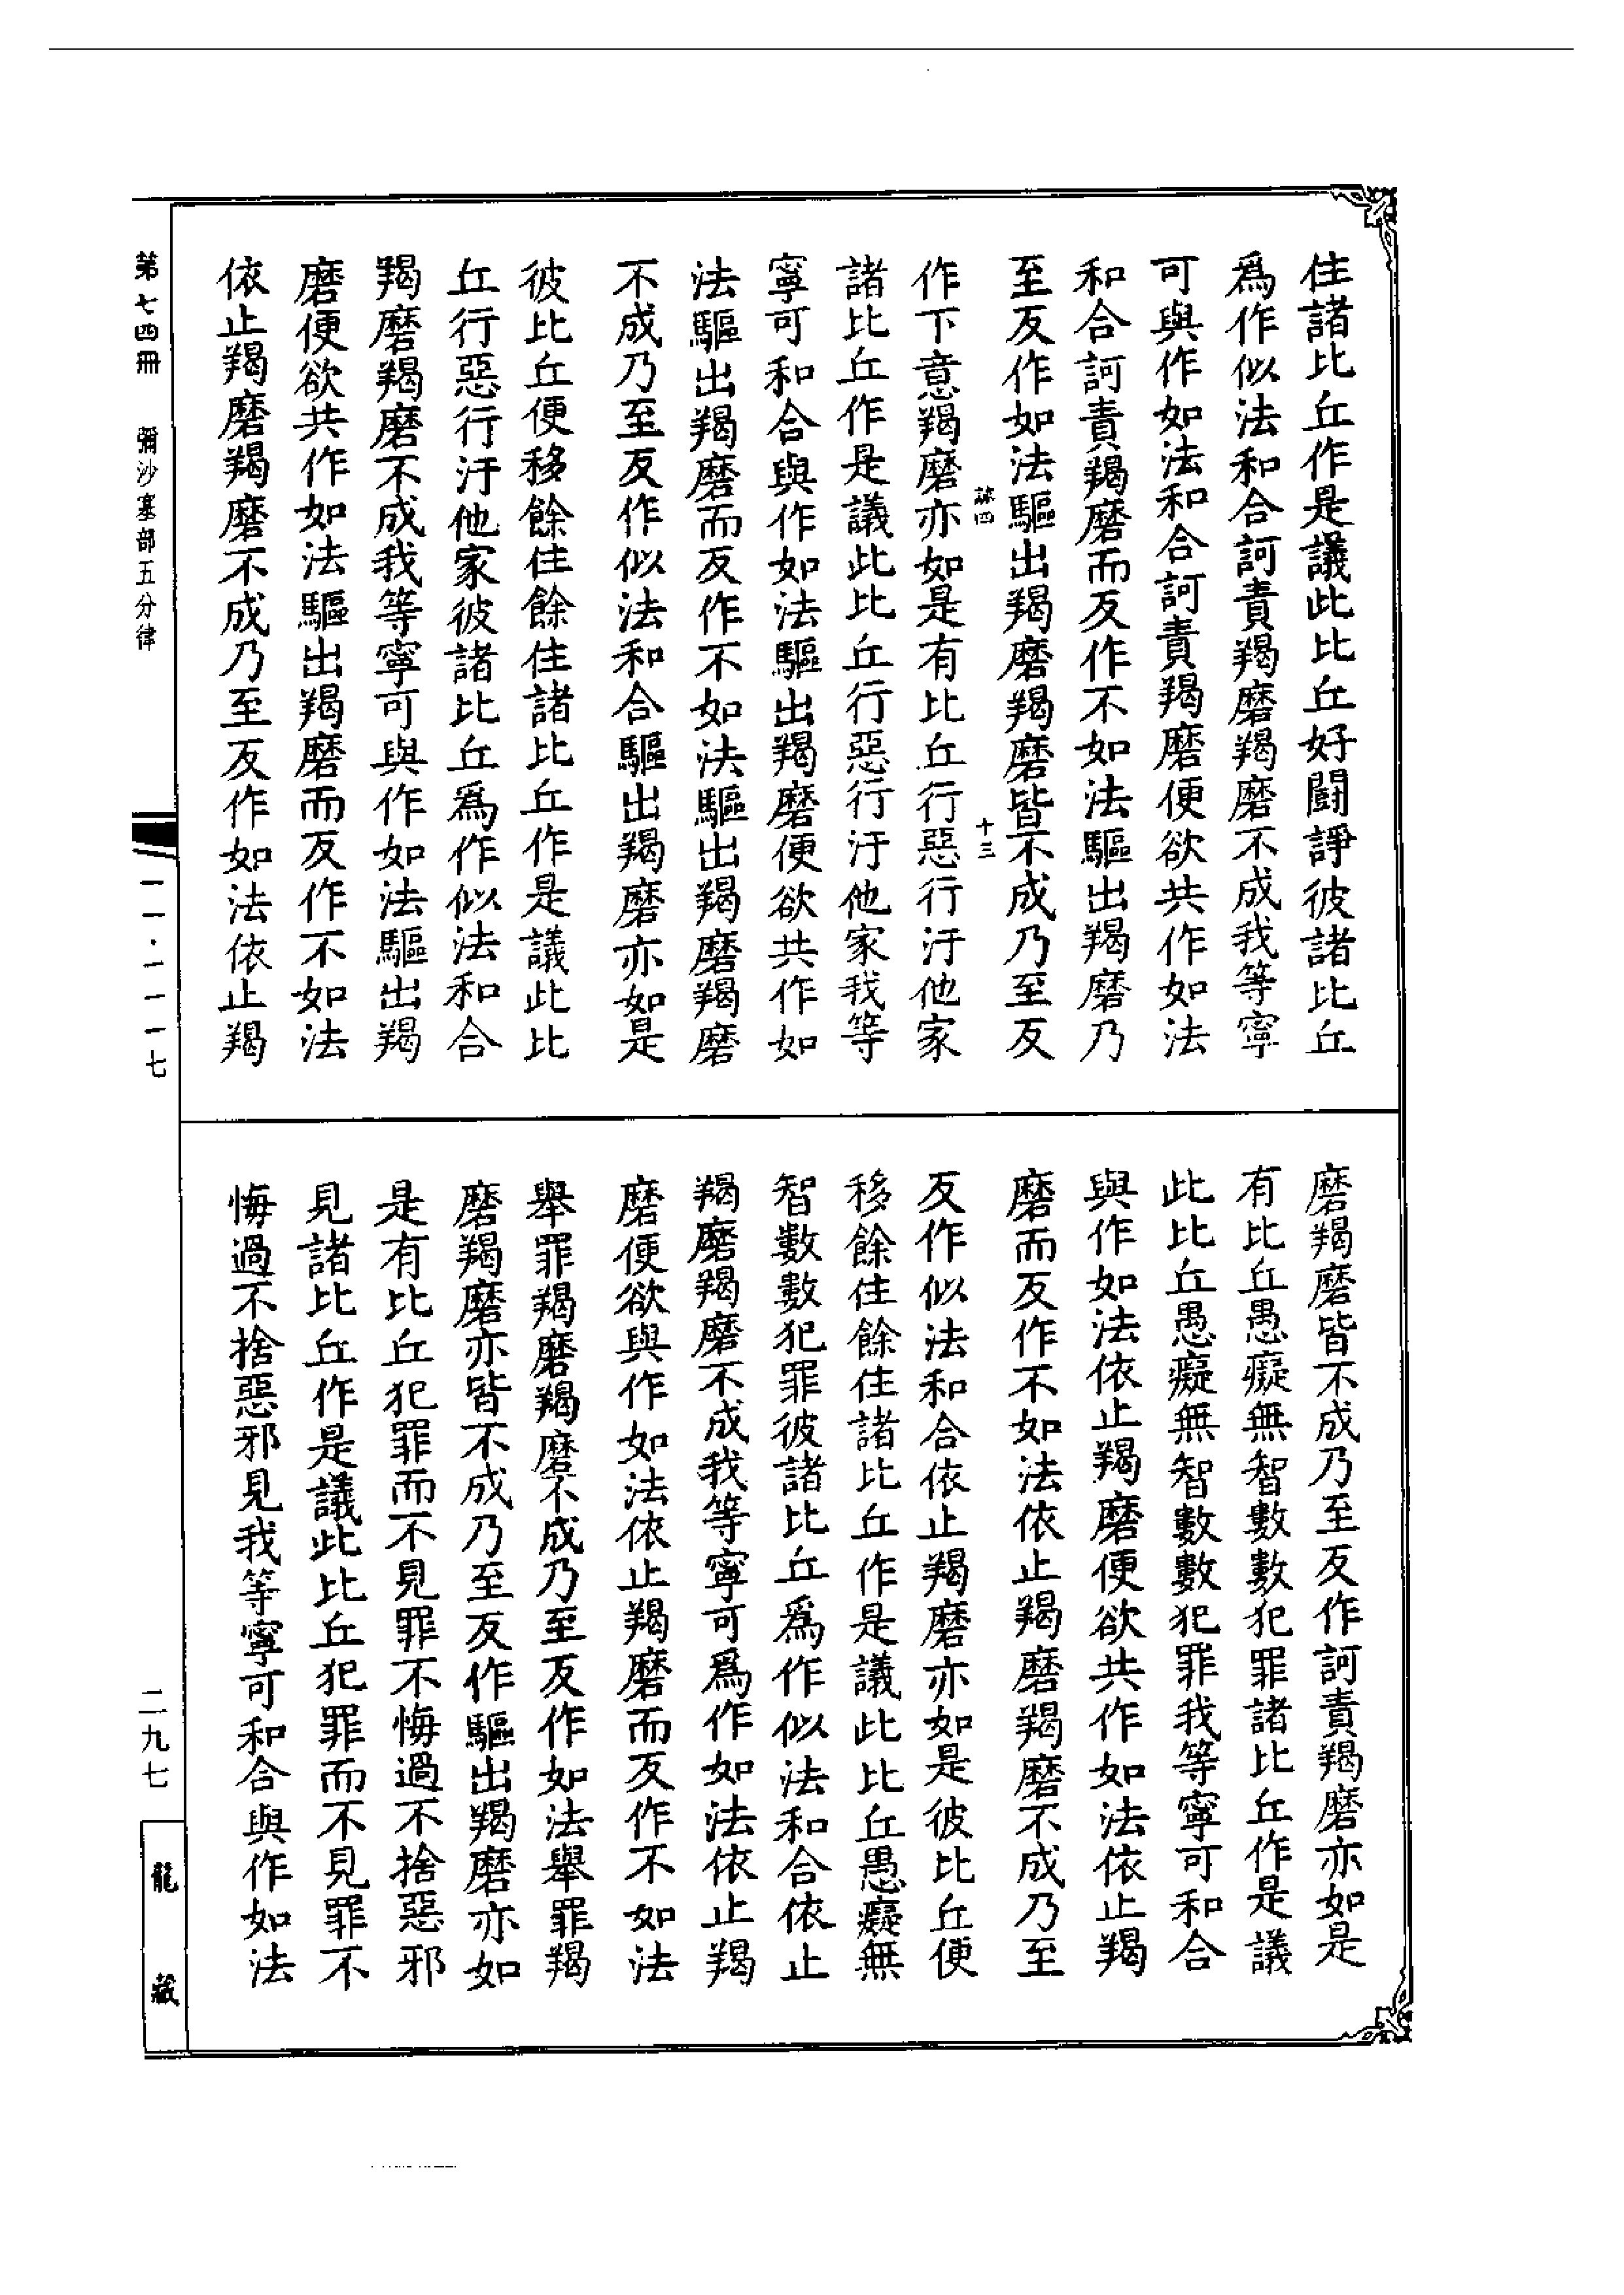 住諸比丘作是議此比丘好鬪諍彼諸比丘
爲作似法和合訶責羯磨羯磨不成我等寧
可與作如法和合訶責羯磨便欲共作如法
和合訶責羯磨而反作不如法驅出羯磨乃
至反作如法驅出羯磨羯磨皆不成乃至反
十三
作下意羯磨亦如是有比丘行惡行汙他家
諸比丘作是議此比丘行惡行汙他家我等
寧可和合與作如法驅出羯磨便欲共作如
法驅出羯磨而反作不如法驅出羯磨羯磨
不成乃至反作似法和合驅出羯磨亦如是
彼比丘便移餘住餘住諸比丘作是議此比
丘行惡行汙他家彼諸比丘爲作似法和合
羯磨羯磨不成我等寧可與作如法驅出羯
磨便欲共作如法驅出羯磨而反作不如法
依止羯磨羯磨不成乃至反作如法依止羯
磨羯磨皆不成乃至反作訶責羯磨亦如是
有比丘愚癡無智數數犯罪諸比丘作是議
此比丘愚癡無智數數犯罪我等寧可和合
與作如法依止羯磨便欲共作如法依止羯
磨而反作不如法依止羯磨羯磨不成乃至
反作似法和合依止羯磨亦如是彼比丘便
移餘住餘住諸比丘作是議此比丘愚癡無
智數數犯罪彼諸比丘爲作似法和合依止
羯磨羯磨不成我等寧可爲作如法依止羯
磨便欲與作如法依止羯磨而反作不如法
舉罪羯磨羯磨不成乃至反作如法舉罪羯
磨羯磨亦皆不成乃至反作驅出羯磨亦如
是有比丘犯罪而不見罪不悔過不捨惡邪
見諸比丘作是議此比丘犯罪而不見罪不
悔過不捨惡邪見我等寧可和合與作如法
第七四冊 彌沙塞部五分律
一一·一一一七
二九七
龍藏